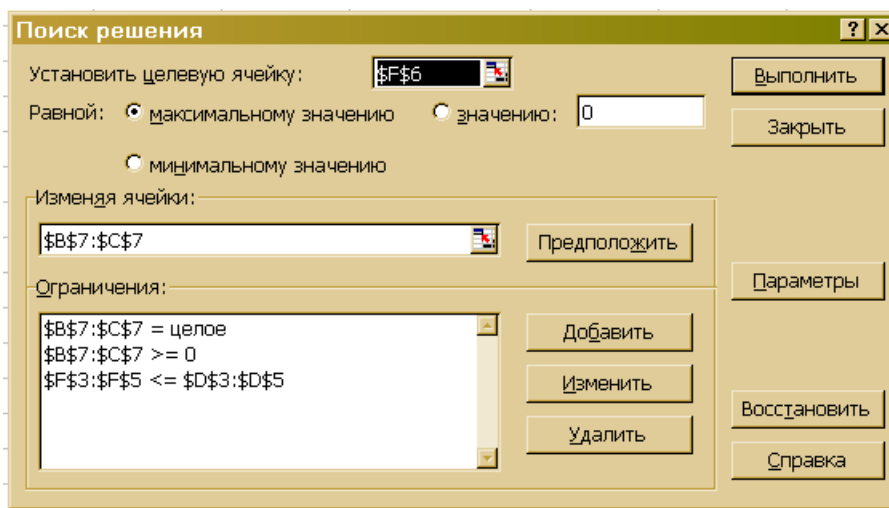 Поиск решения
Установить целевую ячейку: $F$6
Равной: максимальному значению значению: 0
минимальному значению
Изменяя ячейки:
$B$7:$C$7
Предположить
Ограничения:
$B$7:$C$7 = целое
$B$7:$C$7 >= 0
$F$3:$F$5 <= $D$3:$D$5
Добавить
Изменить
Удалить
Выполнить
Закрыть
Параметры
Восстановить
Справка